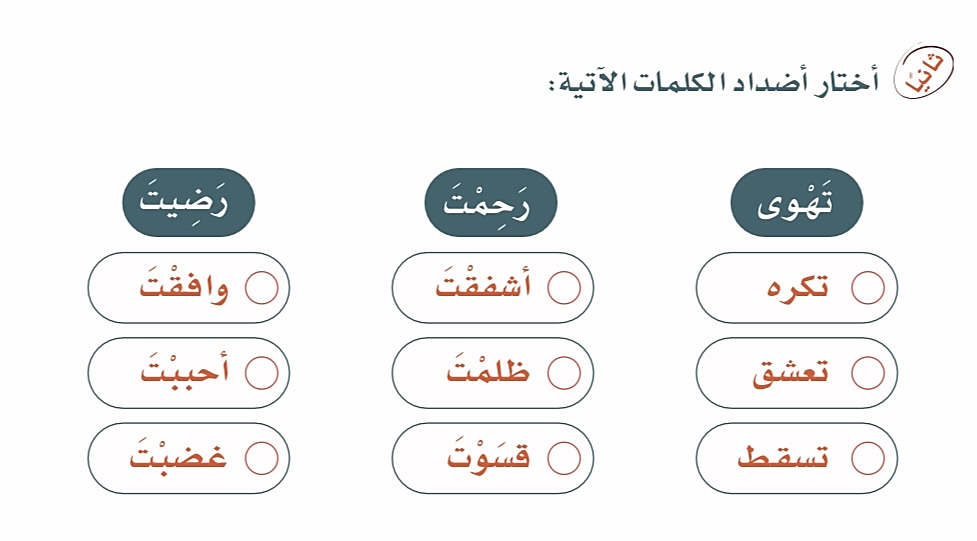 ثانيًا
أختار أضداد الكلمات الآتية:
تَهْوى رَحِمْتَ رَضِيتَ
تكره أشفقْتَ وافقْتَ
تعشق ظلمْتَ أحببْتَ
تسقط قسَوْتَ غضبْتَ